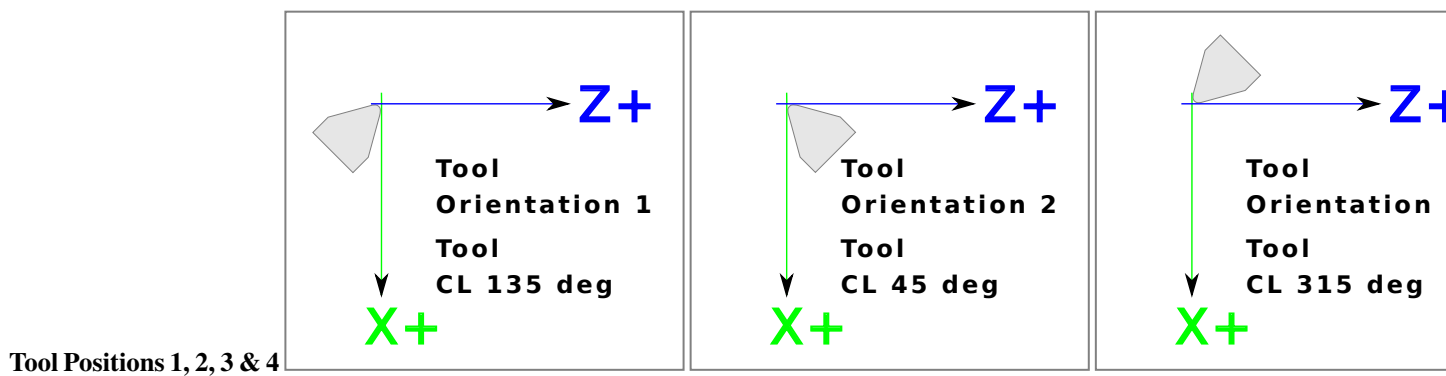 Z+
Tool
Orientation 1
Tool
CL 135 deg
X+
Z+
Tool
Orientation 2
Tool
CL 45 deg
X+
Z+
Tool
Orientation
Tool
CL 315 deg
X+
Tool Positions 1, 2, 3 & 4